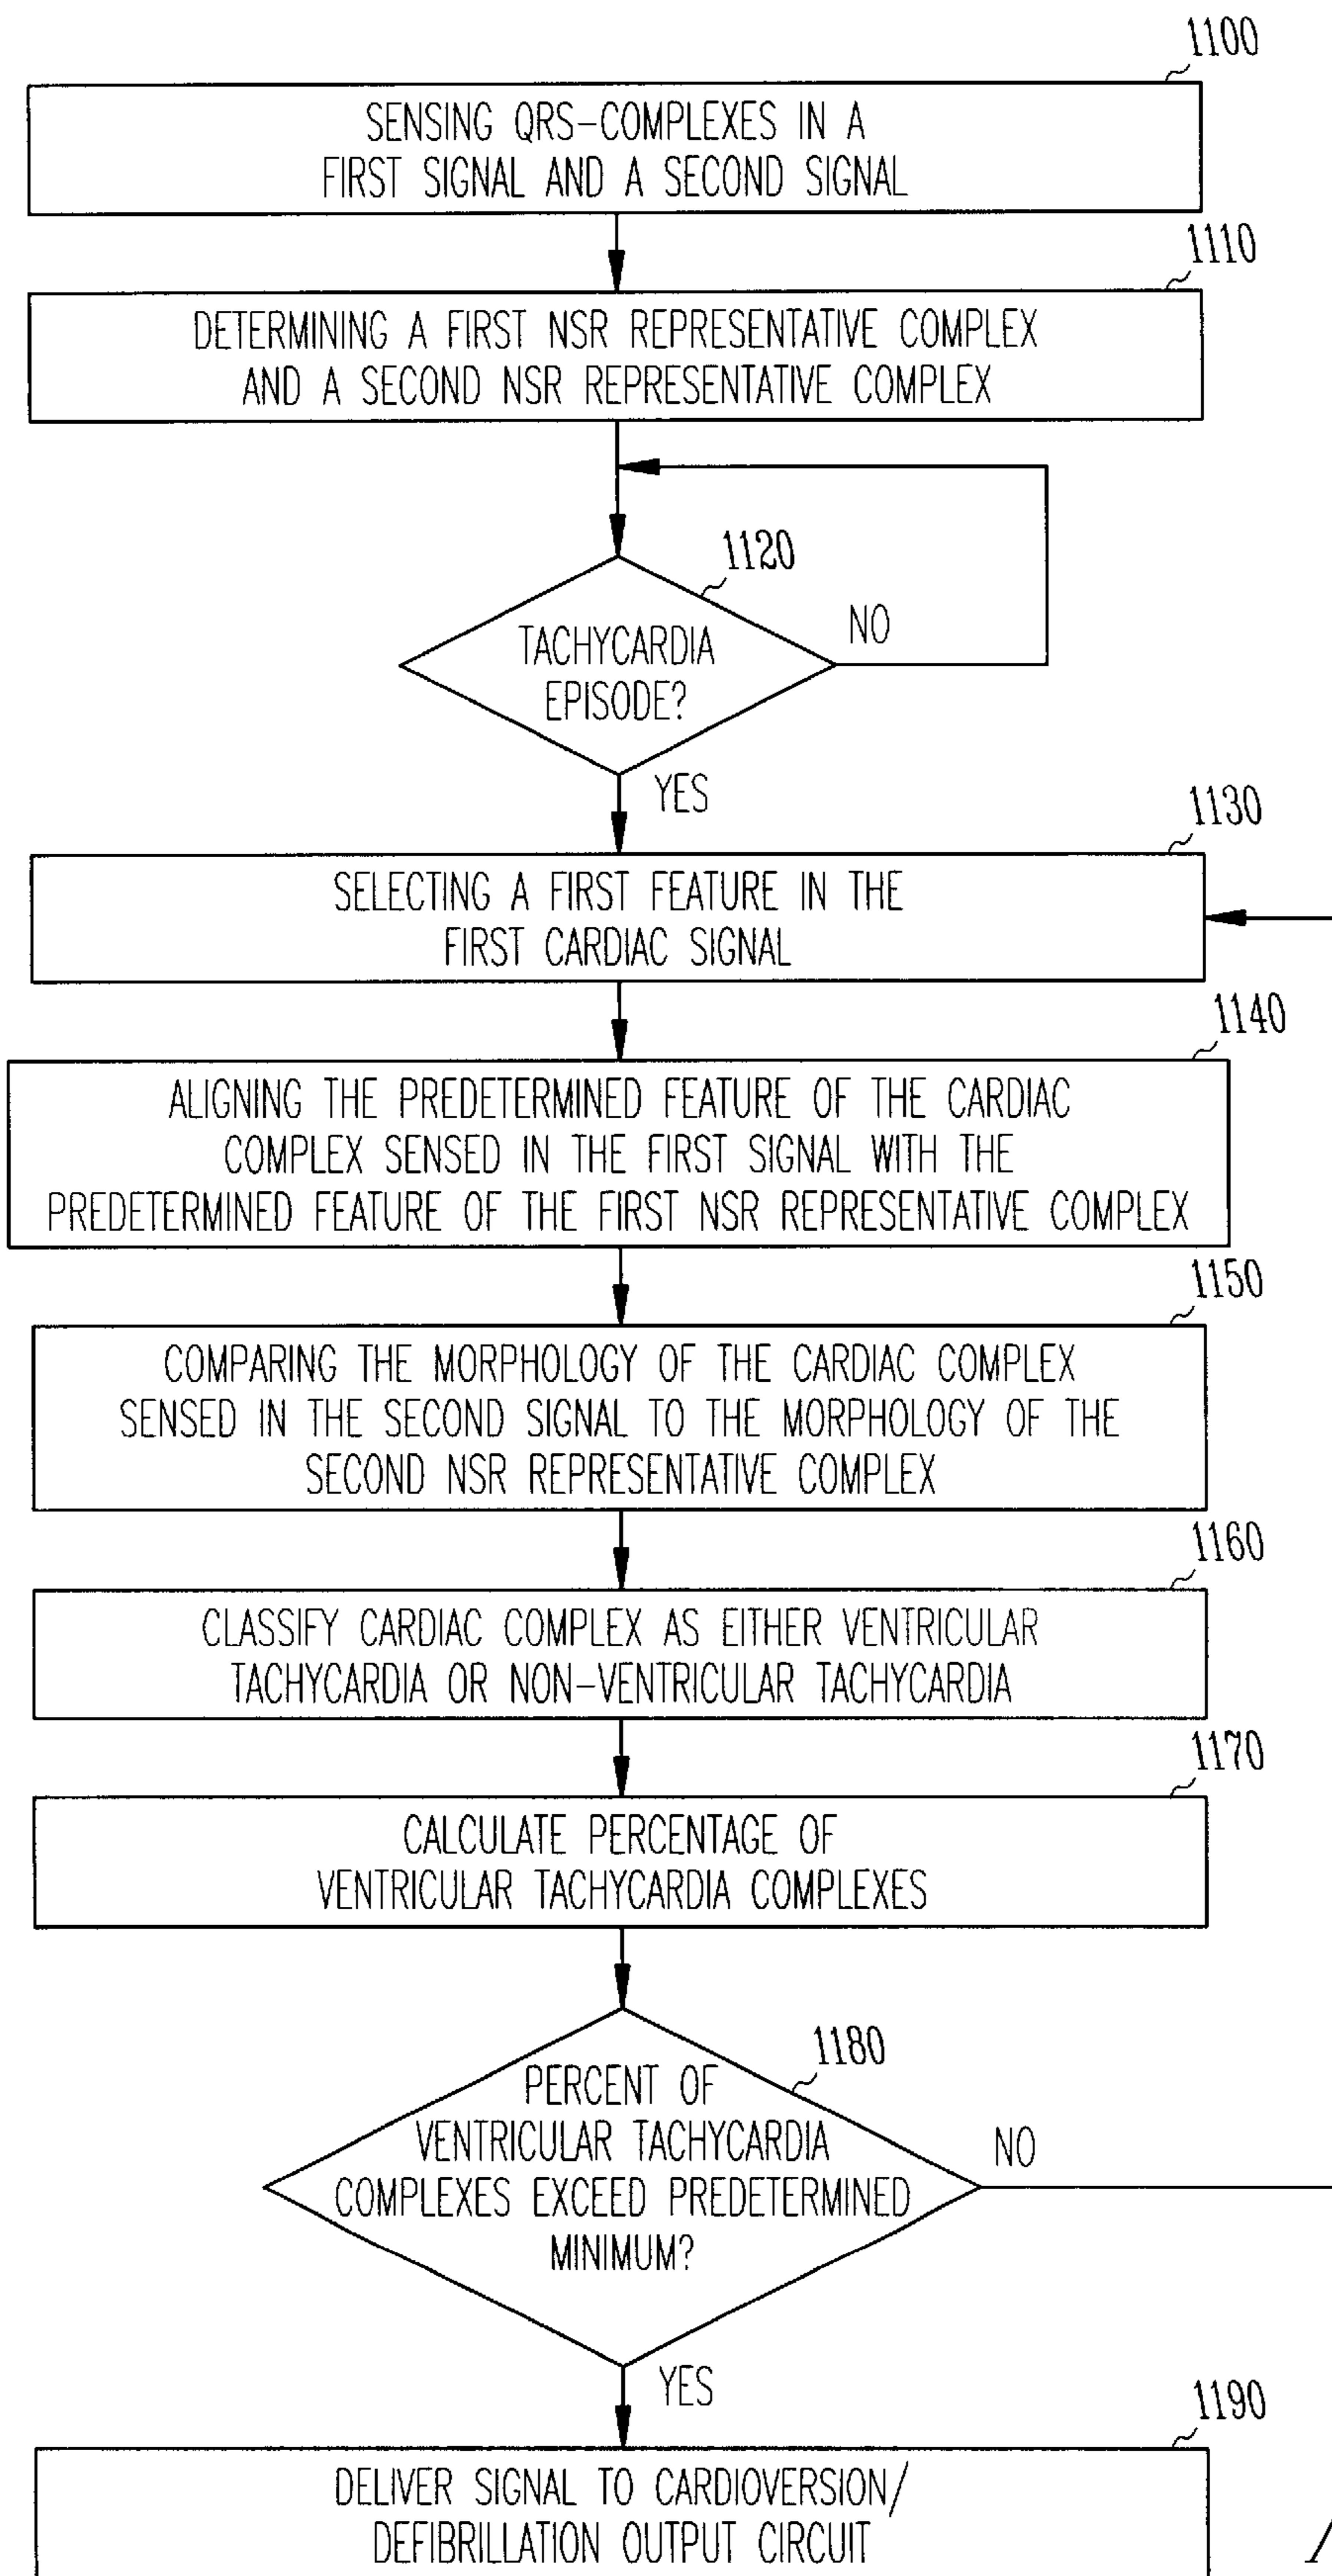 1100
SENSING QRS-COMPLEXES IN A
FIRST SIGNAL AND A SECOND SIGNAL
1110
DETERMINING A FIRST NSR REPRESENTATIVE COMPLEX
AND A SECOND NSR REPRESENTATIVE COMPLEX
1120
TACHYCARDIA
EPISODE?
NO
YES
1130
SELECTING A FIRST FEATURE IN THE
FIRST CARDIAC SIGNAL
1140
ALIGNING THE PREDETERMINED FEATURE OF THE CARDIAC
COMPLEX SENSED IN THE FIRST SIGNAL WITH THE
PREDETERMINED FEATURE OF THE FIRST NSR REPRESENTATIVE COMPLEX
1150
COMPARING THE MORPHOLOGY OF THE CARDIAC COMPLEX
SENSED IN THE SECOND SIGNAL TO THE MORPHOLOGY OF THE
SECOND NSR REPRESENTATIVE COMPLEX
1160
CLASSIFY CARDIAC COMPLEX AS EITHER VENTRICULAR
TACHYCARDIA OR NON-VENTRICULAR TACHYCARDIA
1170
CALCULATE PERCENTAGE OF
VENTRICULAR TACHYCARDIA COMPLEXES
1180
PERCENT OF
VENTRICULAR TACHYCARDIA
COMPLEXES EXCEED PREDETERMINED
MINIMUM?
NO
YES
1190
DELIVER SIGNAL TO CARDIOVERSION/
DEFIBRILLATION OUTPUT CIRCUIT